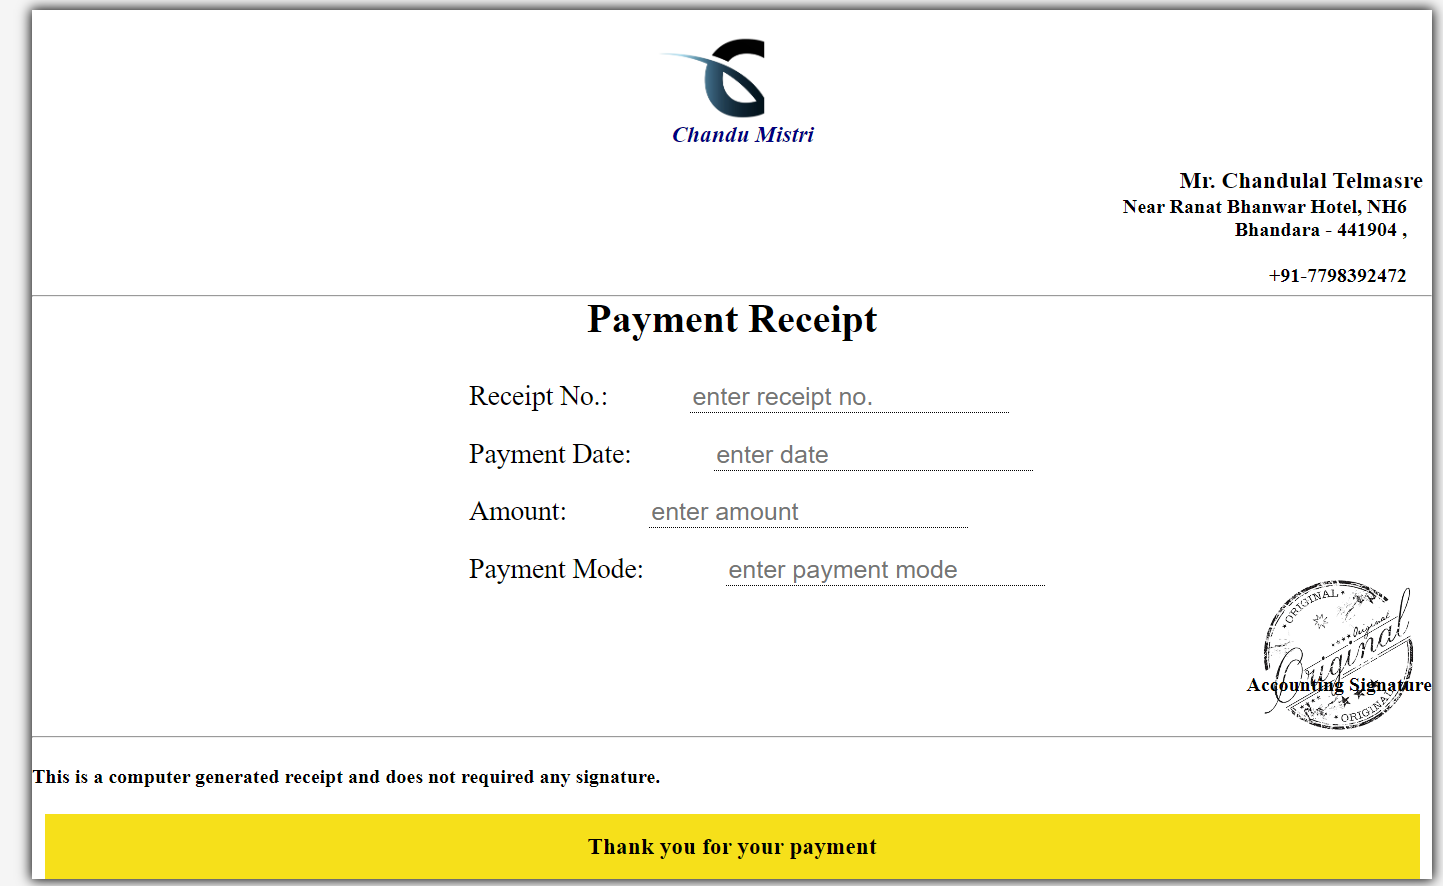 Chandu Mistri
Mr. Chandulal Telmasre
Near Ranat Bhanwar Hotel, NH6
Bhandara - 441904 ,
+91-7798392472
Payment Receipt
Receipt No.: enter receipt no.
Payment Date: enter date
Amount: enter amount
Payment Mode: enter payment mode
ORIGINAL
Original
Original
Accounting Signature
ORIGINAL
This is a computer generated receipt and does not required any signature.
Thank you for your payment